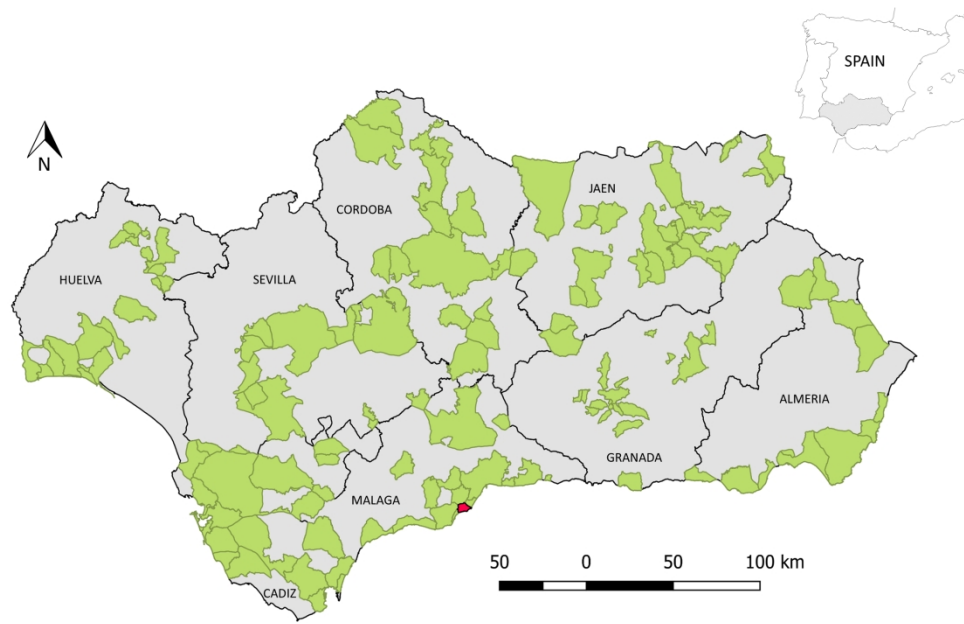 SPAIN
N
CORDOBA
JAEN
HUELVA
SEVILLA
ALMERIA
GRANADA
MALAGA
CADIZ
50 0 50 100 km